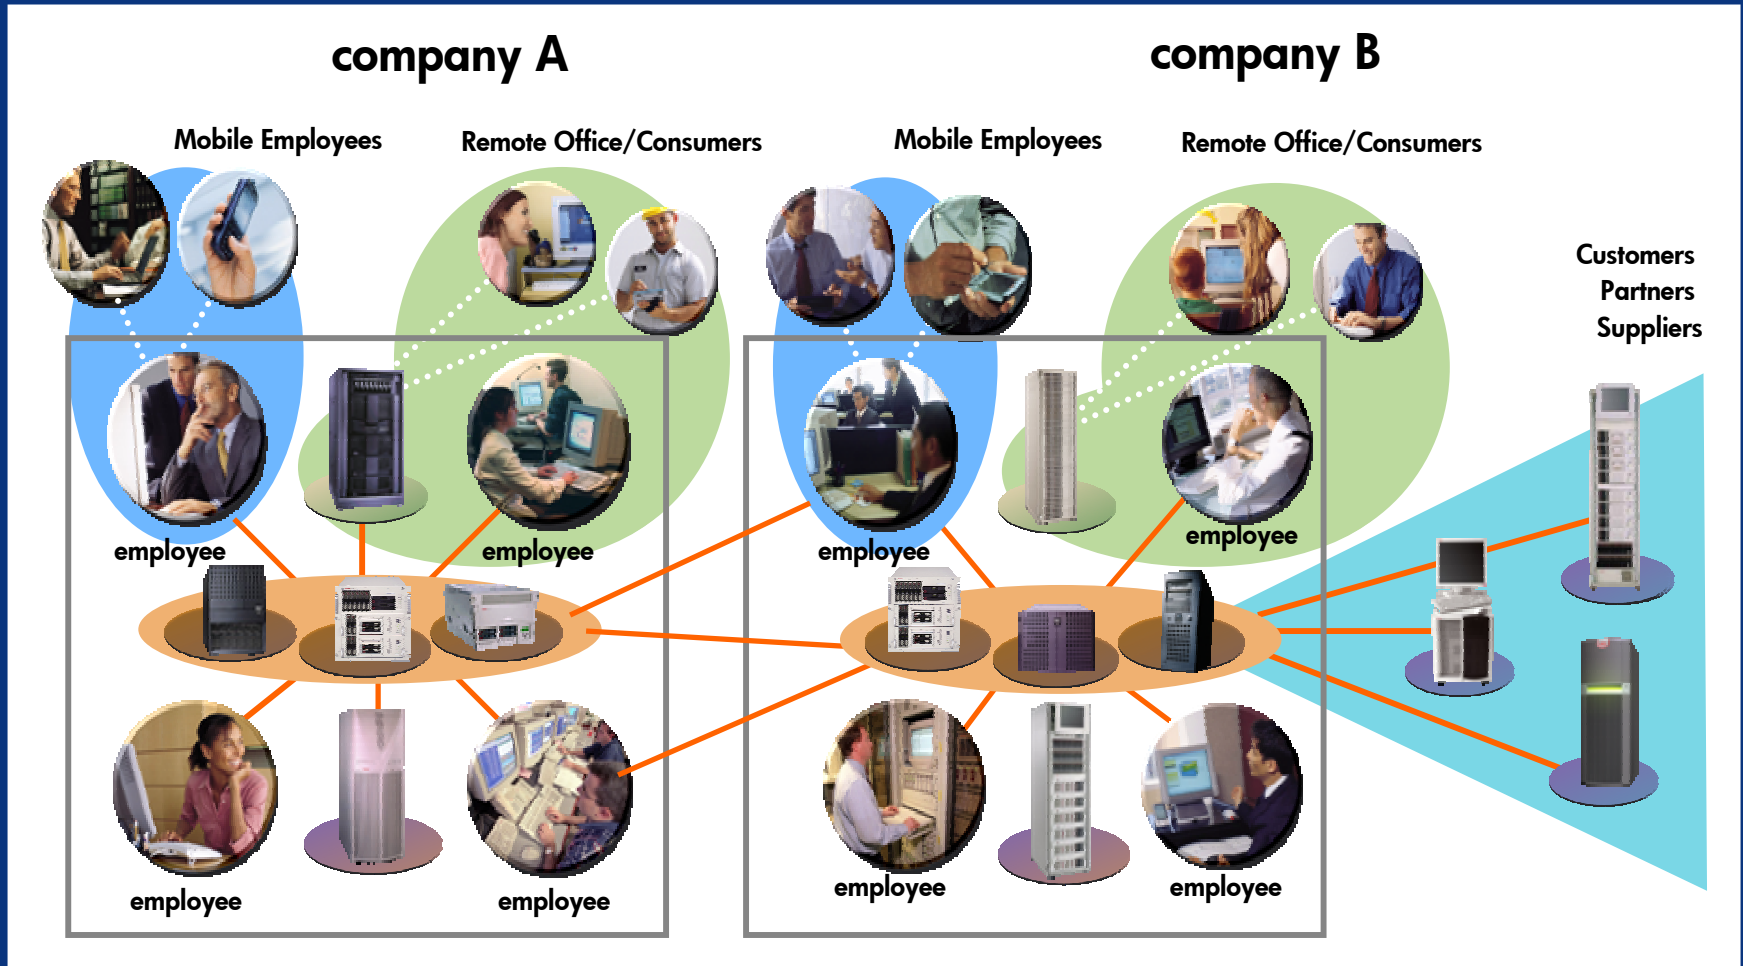 company A
company B
Mobile Employees
Remote Office/Consumers
Mobile Employees
Remote Office/Consumers
Customers
Partners
Suppliers
employee
employee
employee
employee
employee
employee
employee
employee